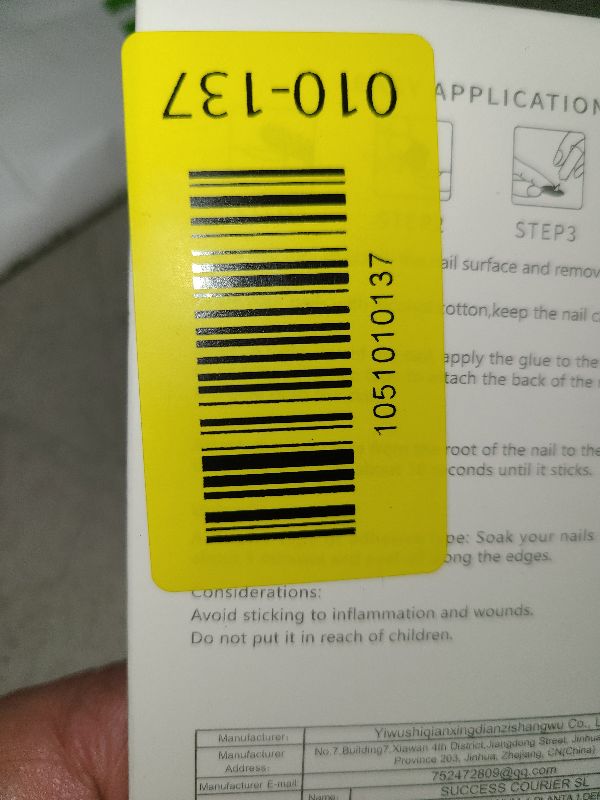 010-137
1051010137
APPLICATION
STEP3
ail surface and remov
otton,keep the nail c
apply the glue to the
tach the back of the
root of the nail to the
conds until it sticks.
pe: Soak your nails
ong the edges.
Considerations:
Avoid sticking to inflammation and wounds.
Do not put it in reach of children.
Manufacturer: Yiwushiqianxingdianzishangwu Co., L
Manufacturer Address: No.7,Building7,Xiawan 4th District,Jiangdong Street, Jinhua
Province 203, Jinhua, Zhejiang, CN(China)
Manufacturer E-mail 752472809@qq.com
Name: SUCCESS COURIER SL